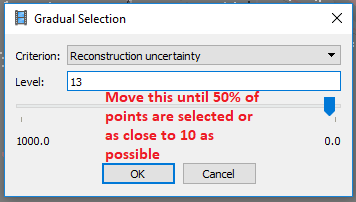 Gradual Selection
Criterion: Reconstruction uncertainty
Level: 13
Move this until 50% of
points are selected or
as close to 10 as
possible
1000.0 0.0
OK Cancel